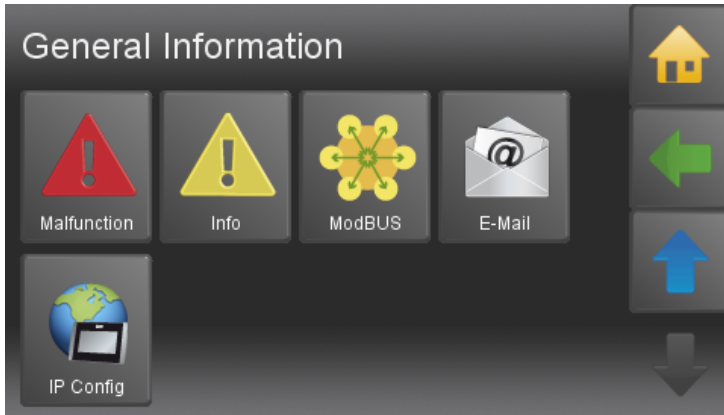 General Information
Malfunction
Info
ModBUS
E-Mail
@
IP Config